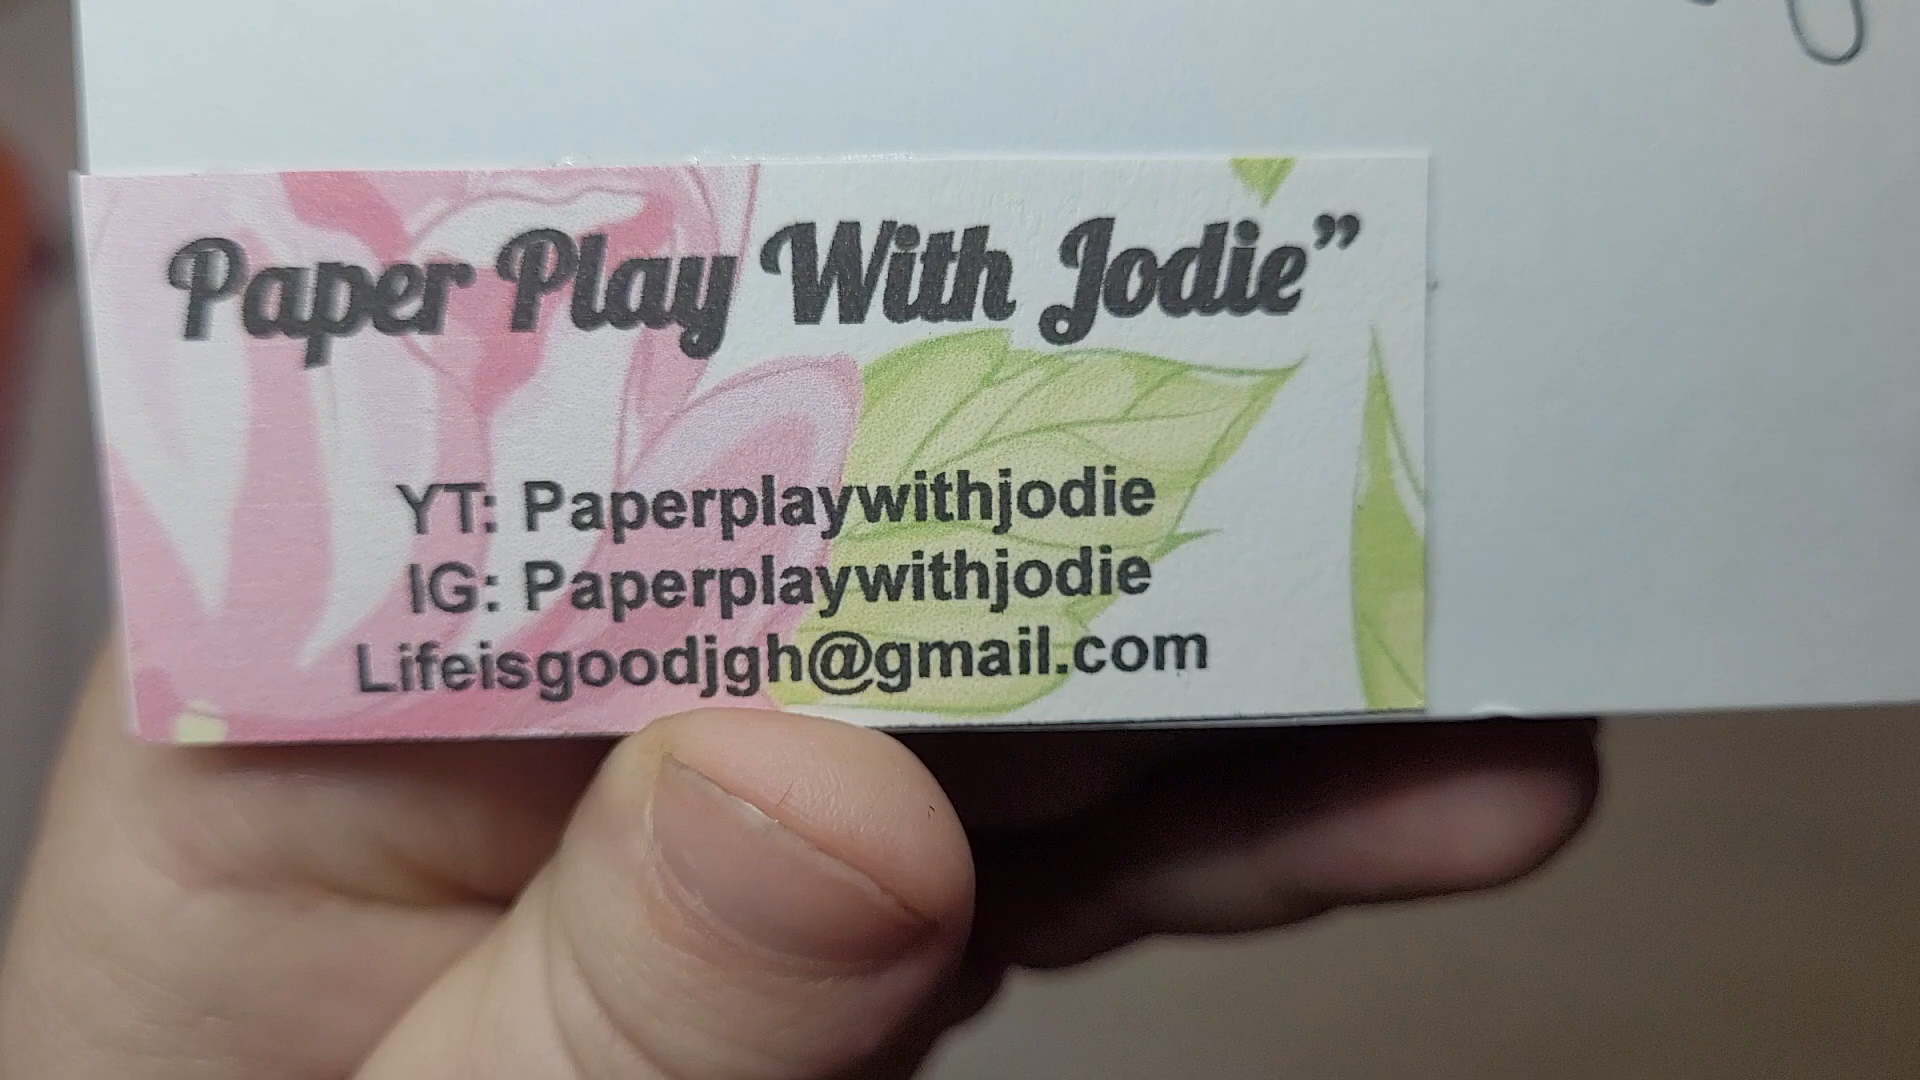 Paper Play With Jodie”
YT: Paperplaywithjodie
IG: Paperplaywithjodie
Lifeisgoodjgh@gmail.com